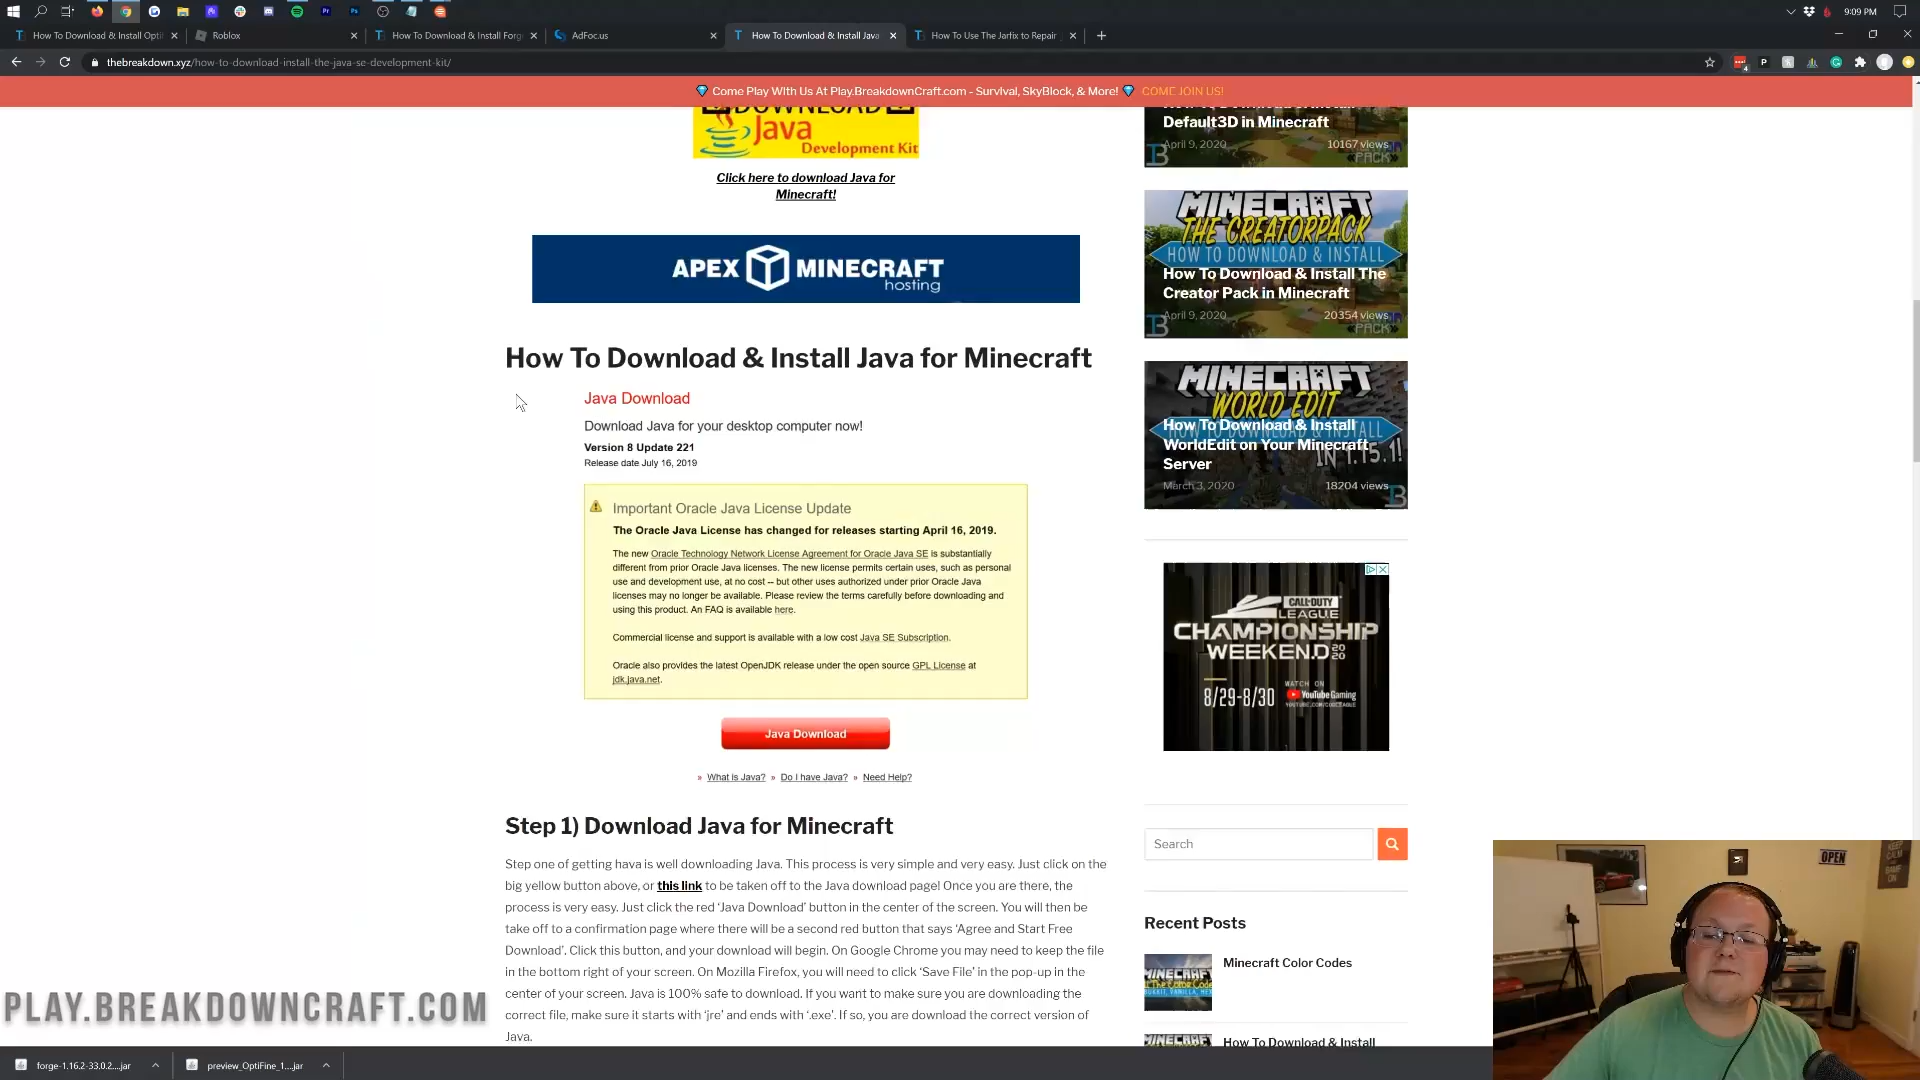 9:09 PM
How To Download & Install Opti
Roblox
How To Download & Install Forg
AdFoc.us
How To Download & Install Java
How To Use The Jarfix to Repair
thebreakdown.xyz/how-to-download-install-the-java-se-development-kit/
Come Play With Us At Play.BreakdownCraft.com - Survival, SkyBlock, & More! COME JOIN US!
DOWNLOAD
Java
Development Kit
Click here to download Java for
Minecraft!
APEX MINECRAFT
hosting
How To Download & Install Java for Minecraft
Java Download
Download Java for your desktop computer now!
Version 8 Update 221
Release date July 16, 2019
Important Oracle Java License Update
The Oracle Java License has changed for releases starting April 16, 2019.
The new Oracle Technology Network License Agreement for Oracle Java SE is substantially
different from prior Oracle Java licenses. The new license permits certain uses, such as personal
use and development use, at no cost -- but other uses authorized under prior Oracle Java
licenses may no longer be available. Please review the terms carefully before downloading and
using this product. An FAQ is available here.
Commercial license and support is available with a low cost Java SE Subscription.
Oracle also provides the latest OpenJDK release under the open source GPL License at
jdk.java.net.
Java Download
» What is Java? » Do I have Java? » Need Help?
Step 1) Download Java for Minecraft
Step one of getting hava is well downloading Java. This process is very simple and very easy. Just click on the
big yellow button above, or this link to be taken off to the Java download page! Once you are there, the
process is very easy. Just click the red ‘Java Download’ button in the center of the screen. You will then be
take off to a confirmation page where there will be a second red button that says ‘Agree and Start Free
Download’. Click this button, and your download will begin. On Google Chrome you may need to keep the file
in the bottom right of your screen. On Mozilla Firefox, you will need to click ‘Save File’ in the pop-up in the
center of your screen. Java is 100% safe to download. If you want to make sure you are downloading the
correct file, make sure it starts with ‘jre’ and ends with ‘.exe’. If so, you are download the correct version of
Java.
Default3D in Minecraft
April 9, 2020
10167 views
PACK
MINECRAFT
THE CREATORPACK
HOW TO DOWNLOAD & INSTALL
How To Download & Install The
Creator Pack in Minecraft
April 9, 2020
20354 views
PACK
MINECRAFT
WORLD EDIT
HOW TO DOWNLOAD & INSTALL
IN 1.15.1!
How To Download & Install
WorldEdit on Your Minecraft
Server
March 3, 2020
18204 views
CALL OF DUTY
LEAGUE
CHAMPIONSHIP
WEEKEND 2020
8/29-8/30
WATCH ON
YouTube Gaming
Search
Recent Posts
Minecraft Color Codes
How To Download & Install
OPEN
KEEP
CALM
AND
GAME
ON
PLAY.BREAKDOWNCRAFT.COM
forge-1.16.2-33.0.2....jar
preview_OptiFine_1....jar